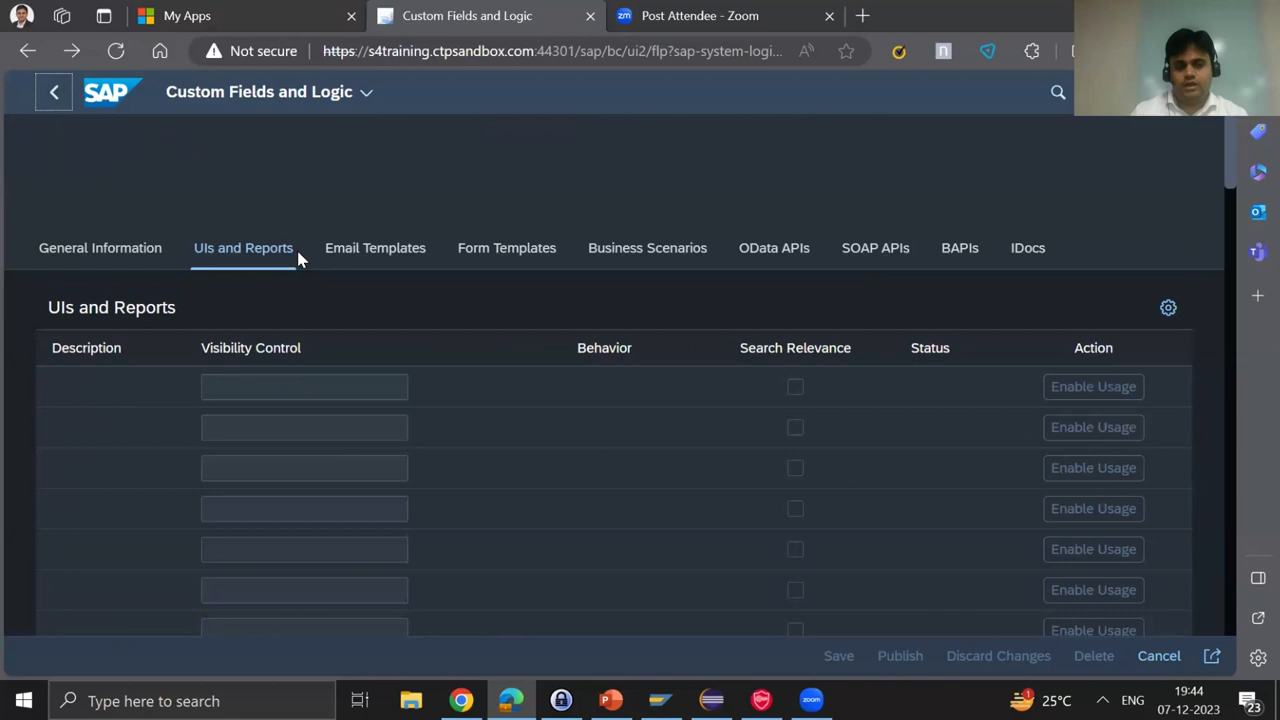 My Apps
Custom Fields and Logic
Post Attendee - Zoom
Not secure
https://s4training.ctpsandbox.com:44301/sap/bc/ui2/flp?sap-system-logi...
SAP
Custom Fields and Logic
General Information
UIs and Reports
Email Templates
Form Templates
Business Scenarios
OData APIs
SOAP APIs
BAPIs
IDocs
UIs and Reports
Description
Visibility Control
Behavior
Search Relevance
Status
Action
Enable Usage
Enable Usage
Enable Usage
Enable Usage
Enable Usage
Enable Usage
Enable Usage
Save
Publish
Discard Changes
Delete
Cancel
Type here to search
25°C
ENG
19:44
07-12-2023
23